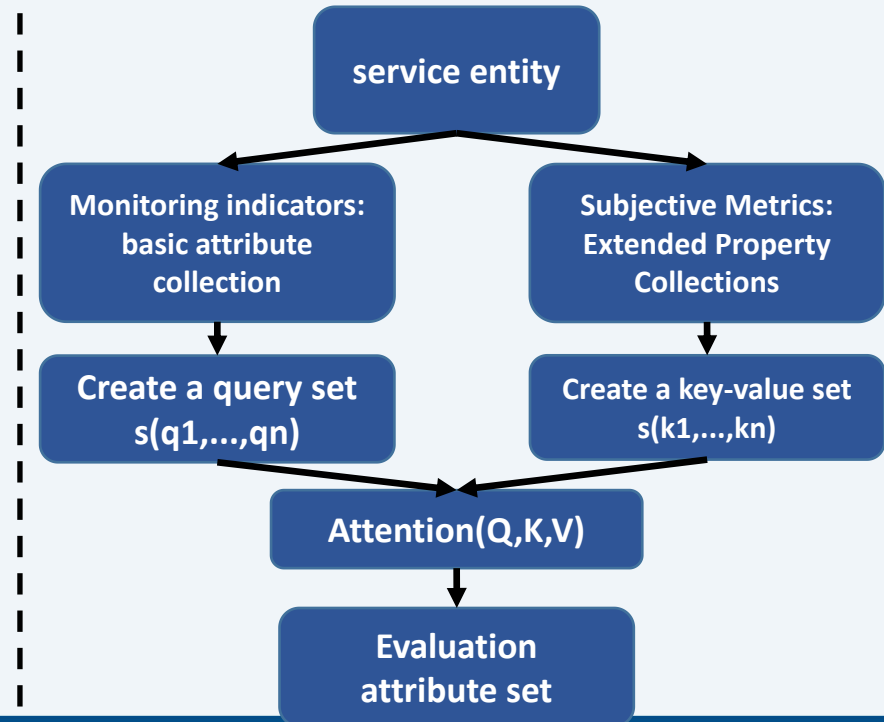 service entity
Monitoring indicators:
basic attribute
collection
Subjective Metrics:
Extended Property
Collections
Create a query set
s(q1,...,qn)
Create a key-value set
s(k1,...,kn)
Attention(Q,K,V)
Evaluation
attribute set